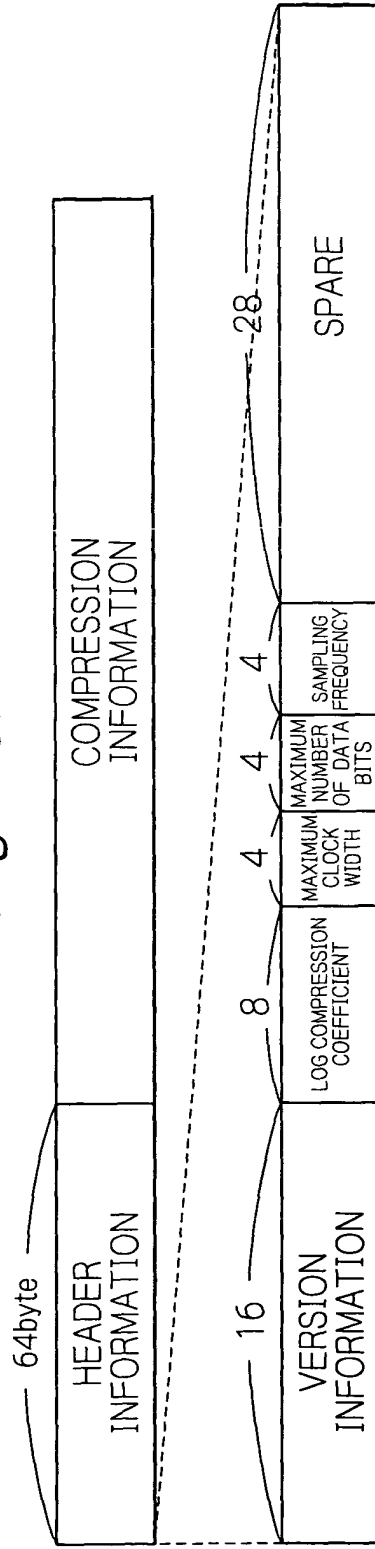 64byte
HEADER
INFORMATION
COMPRESSION
INFORMATION
16
8
4
4
4
28
VERSION
INFORMATION
LOG COMPRESSION
COEFFICIENT
MAXIMUM
CLOCK
WIDTH
MAXIMUM
NUMBER
OF DATA
BITS
SAMPLING
FREQUENCY
SPARE